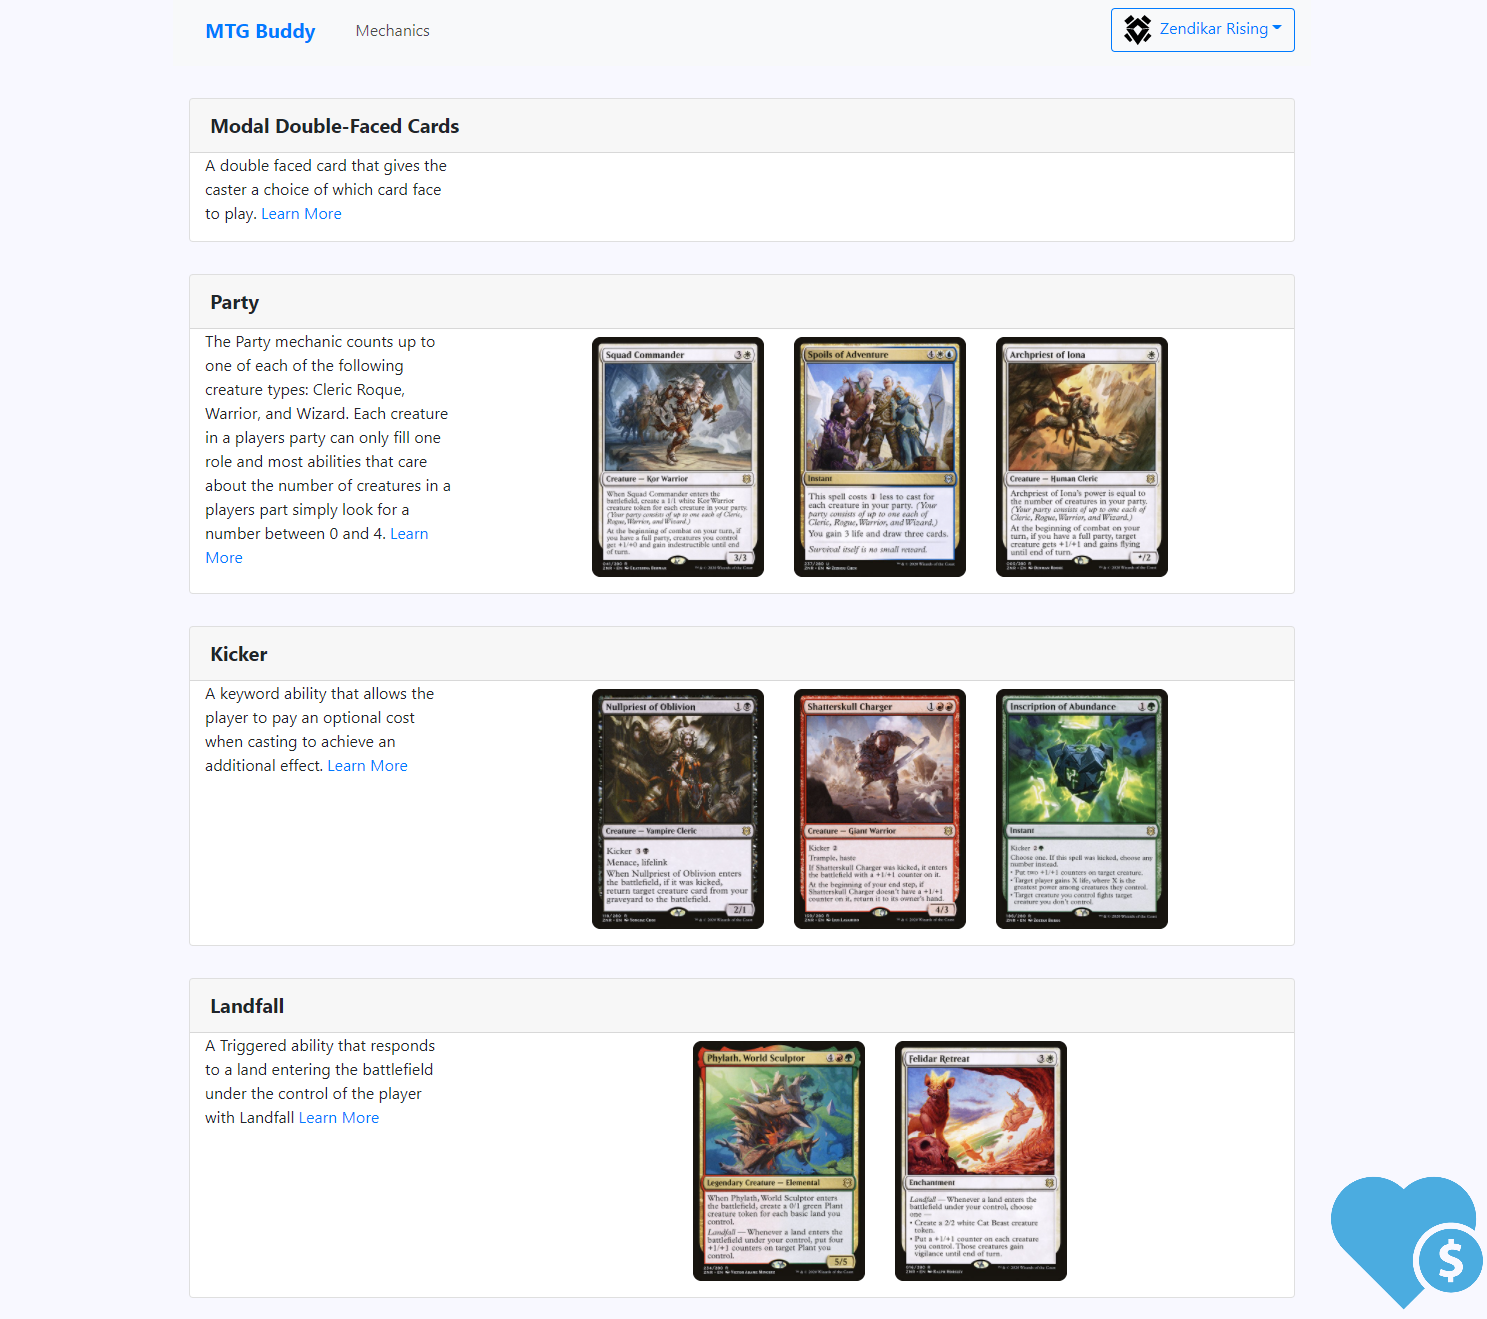 MTG Buddy
Mechanics
Zendikar Rising
Modal Double-Faced Cards
A double faced card that gives the
caster a choice of which card face
to play. Learn More
Party
The Party mechanic counts up to
one of each of the following
creature types: Cleric Roque,
Warrior, and Wizard. Each creature
in a players party can only fill one
role and most abilities that care
about the number of creatures in a
players part simply look for a
number between 0 and 4. Learn
More
Squad Commander 3
Creature — Kor Warrior
When Squad Commander enters the
battlefield, create a 1/1 white Kor Warrior
creature token for each creature in your party.
(Your party consists of up to one each of Cleric,
Rogue, Warrior, and Wizard.)
At the beginning of combat on your turn, if
you have a full party, creatures you control
get +1/+0 and gain indestructible until end
of turn.
3/3
Spoils of Adventure 4
Instant
This spell costs 1 less to cast for
each creature in your party. (Your
party consists of up to one each of
Cleric, Rogue, Warrior, and Wizard.)
You gain 3 life and draw three cards.
Survival itself is no small reward.
Archpriest of Iona
Creature — Human Cleric
Archpriest of Iona's power is equal to
the number of creatures in your party.
(Your party consists of up to one each of
Cleric, Rogue, Warrior, and Wizard.)
At the beginning of combat on your
turn, if you have a full party, target
creature gets +1/+1 and gains flying
until end of turn.
*/2
Kicker
A keyword ability that allows the
player to pay an optional cost
when casting to achieve an
additional effect. Learn More
Nullpriest of Oblivion 1
Creature — Vampire Cleric
Kicker 3
Menace, lifelink
When Nullpriest of Oblivion enters
the battlefield, if it was kicked,
return target creature card from your
graveyard to the battlefield.
2/1
Shatterskull Charger 1
Creature — Giant Warrior
Kicker 2
Trample, haste
If Shatterskull Charger was kicked, it enters
the battlefield with a +1/+1 counter on it.
At the beginning of your end step, if
Shatterskull Charger doesn't have a +1/+1
counter on it, return it to its owner's hand.
4/3
Inscription of Abundance 1
Instant
Kicker 2
Choose one. If this spell was kicked, choose any
number instead.
• Put two +1/+1 counters on target creature.
• Target player gains X life, where X is the
greatest power among creatures they control.
• Target creature you control fights target
creature you don't control.
Landfall
A Triggered ability that responds
to a land entering the battlefield
under the control of the player
with Landfall Learn More
Phylath, World Sculptor 4
Legendary Creature — Elemental
When Phylath, World Sculptor enters
the battlefield, create a 0/1 green Plant
creature token for each basic land you
control.
Landfall — Whenever a land enters the
battlefield under your control, put four
+1/+1 counters on target Plant you
control.
5/5
Felidar Retreat 3
Enchantment
Landfall — Whenever a land enters the
battlefield under your control, choose
one —
• Create a 2/2 white Cat Beast creature
token.
• Put a +1/+1 counter on each creature
you control. Those creatures gain
vigilance until end of turn.
$